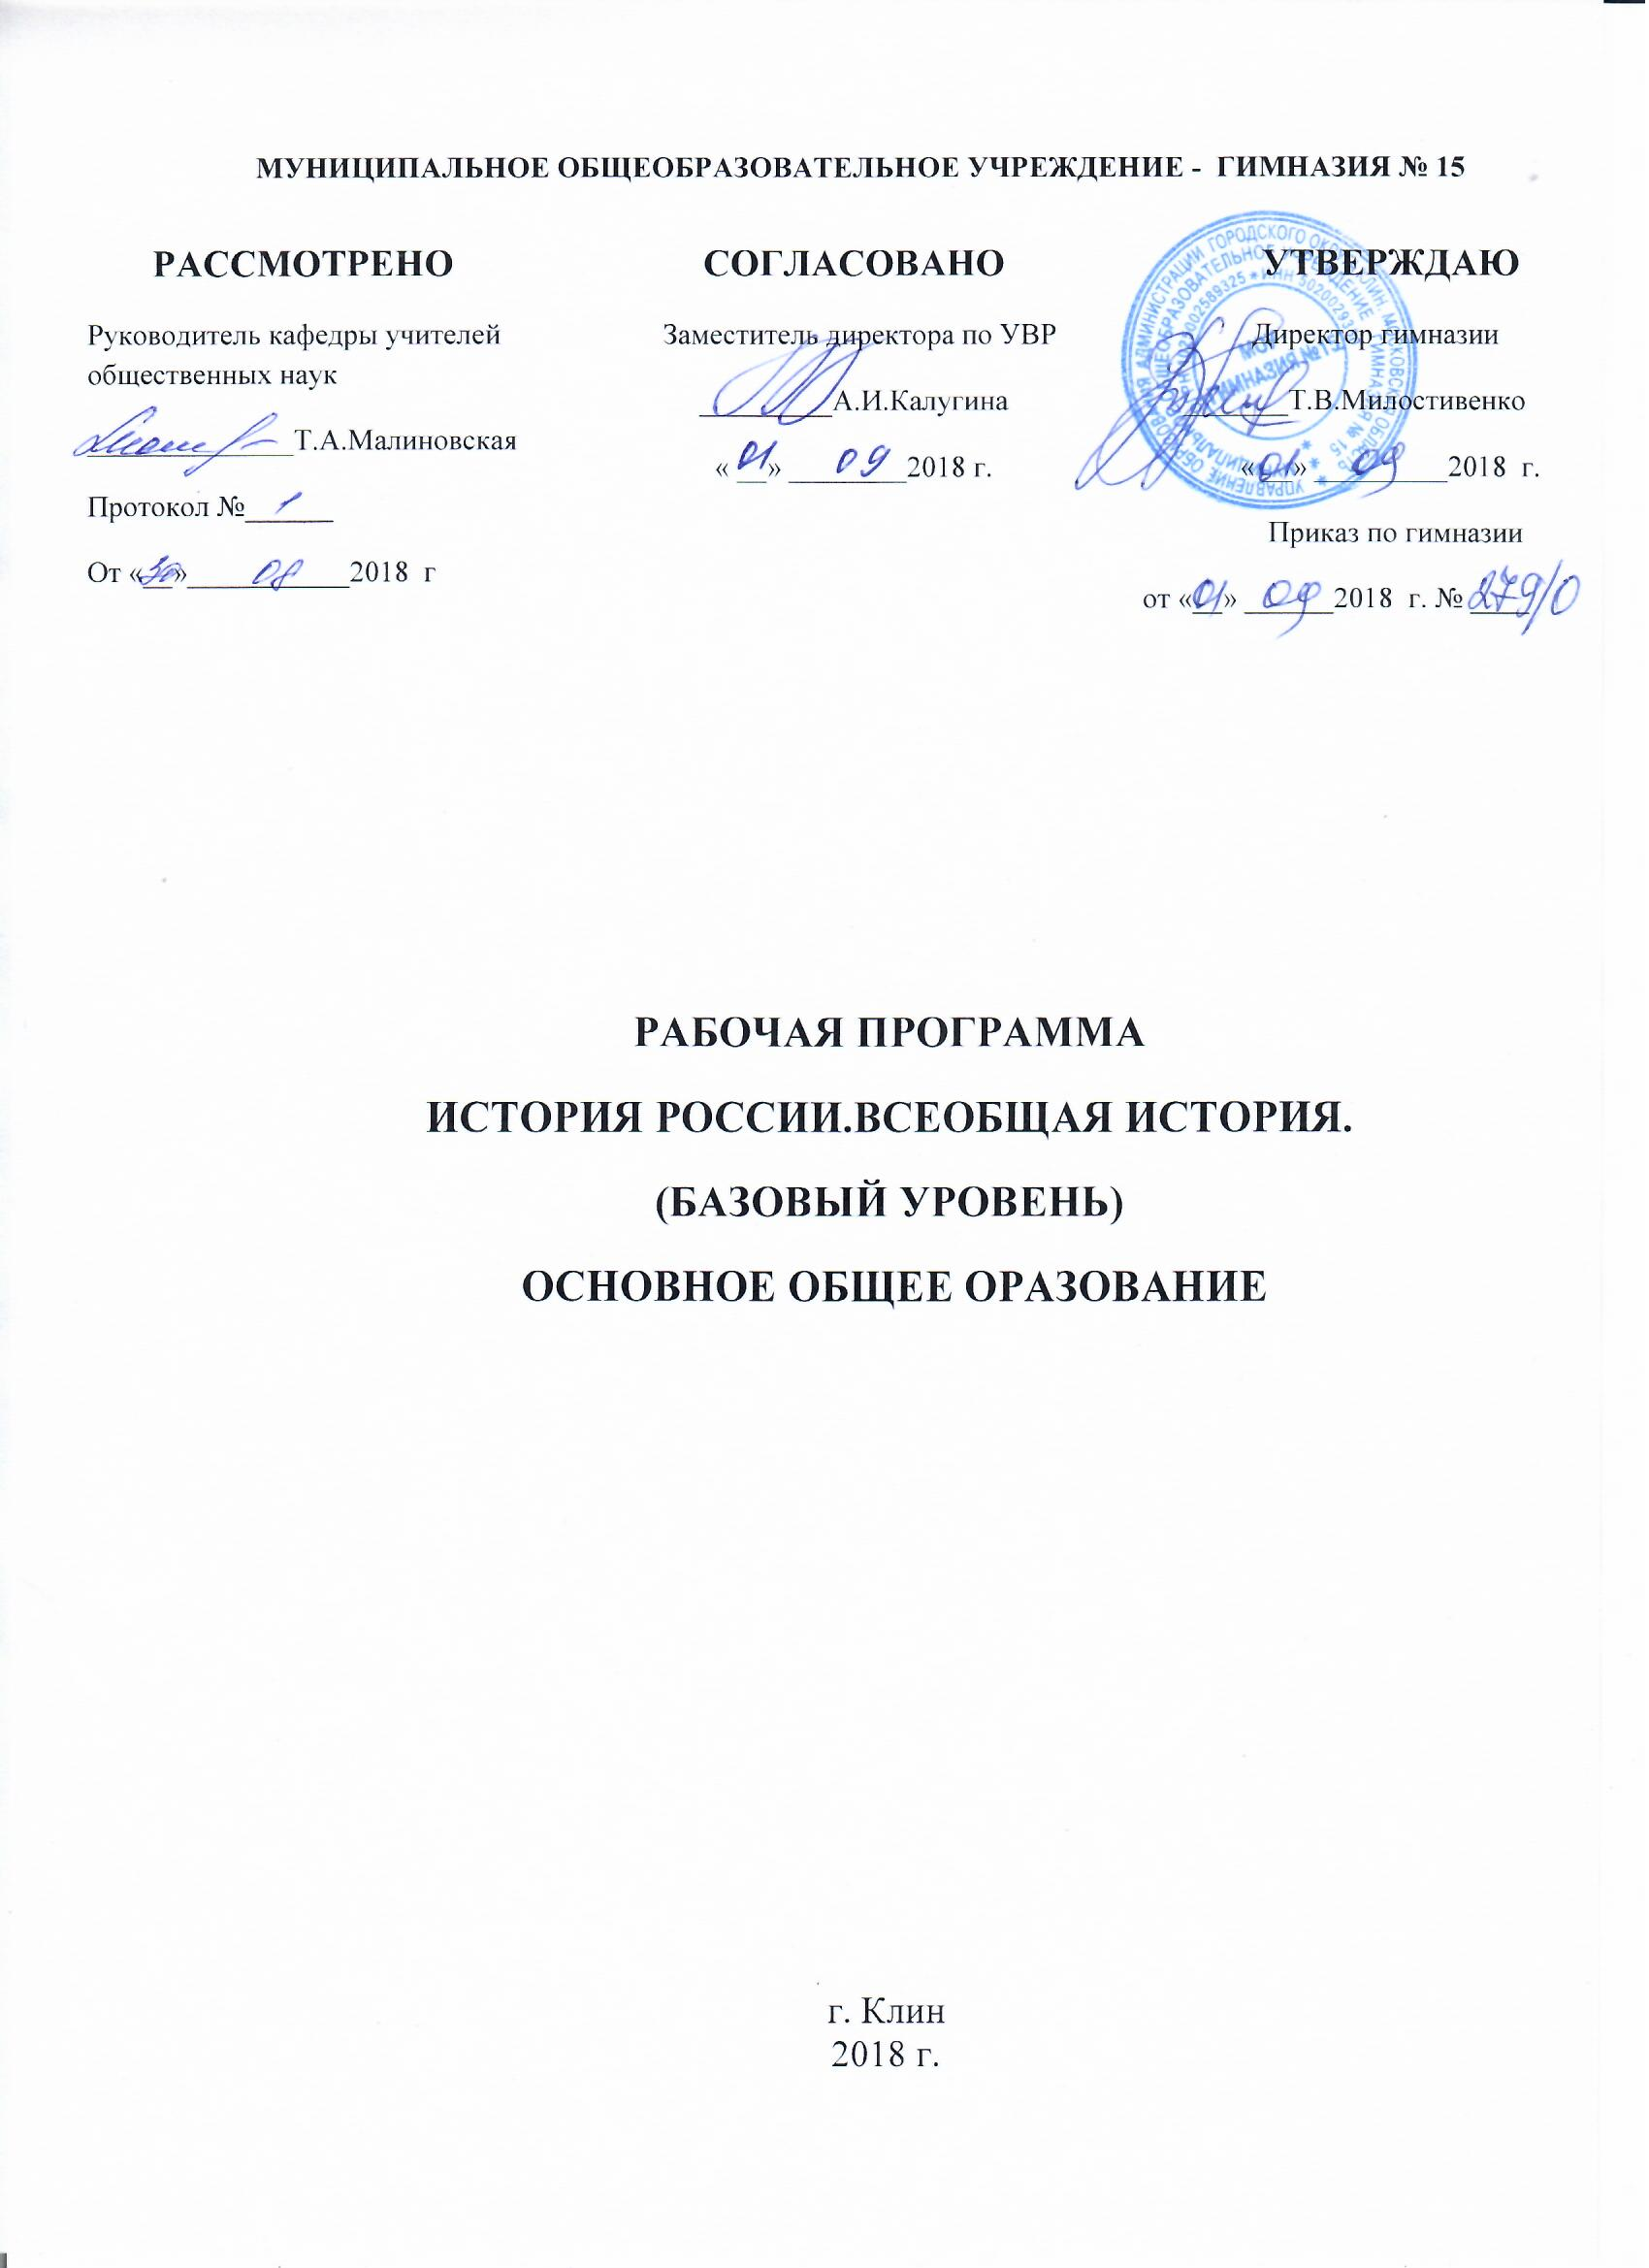 МУНИЦИПАЛЬНОЕ ОБЩЕОБРАЗОВАТЕЛЬНОЕ УЧРЕЖДЕНИЕ - ГИМНАЗИЯ № 15
РАССМОТРЕНО
Руководитель кафедры учителей
общественных наук
Т.А.Малиновская
Протокол № 1
От «30» 08 2018 г
СОГЛАСОВАНО
Заместитель директора по УВР
А.И.Калугина
«01» 09 2018 г.
УТВЕРЖДАЮ
Директор гимназии
Т.В.Милостивенко
«01» 09 2018 г.
Приказ по гимназии
от «01» 09 2018 г. № 279/О
РАБОЧАЯ ПРОГРАММА
ИСТОРИЯ РОССИИ.ВСЕОБЩАЯ ИСТОРИЯ.
(БАЗОВЫЙ УРОВЕНЬ)
ОСНОВНОЕ ОБЩЕЕ ОРАЗОВАНИЕ
г. Клин
2018 г.